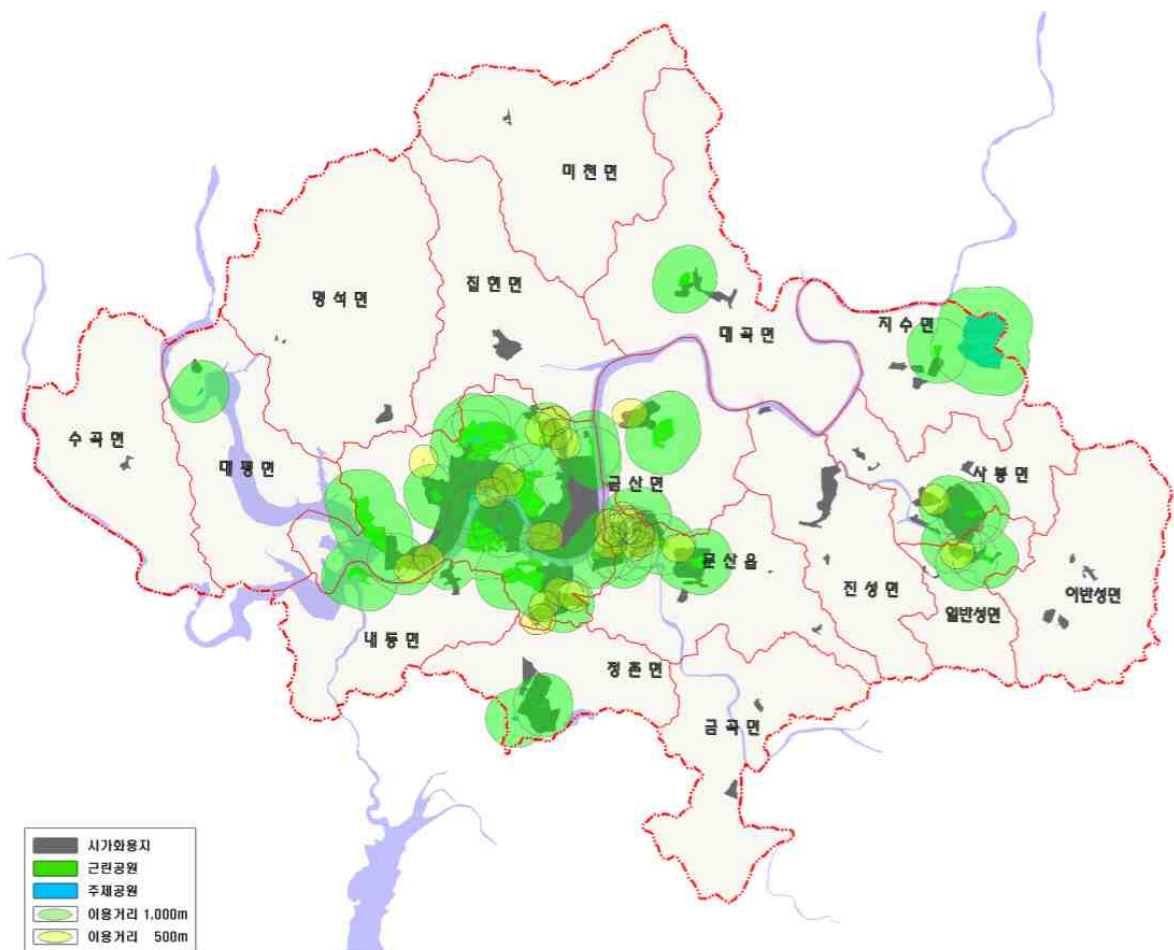 미 천 면
집 현 면
명 석 면
대 곡 면
지 수 면
수 곡 면
대 평 면
금 산 면
사 봉 면
문 산 읍
진 성 면
이반성면
일반성면
내 동 면
정 촌 면
금 곡 면
시가화용지
근린공원
주제공원
이용거리 1,000m
이용거리 500m